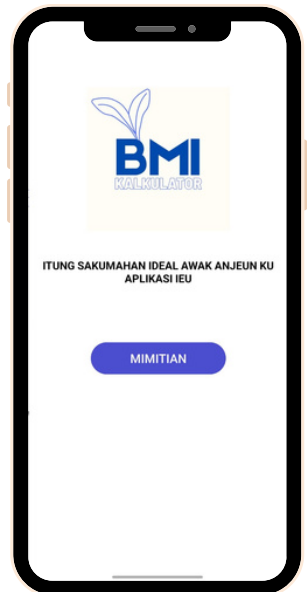 BMI
KALKULATOR
ITUNG SAKUMAHAN IDEAL AWAK ANJEUN KU
APLIKASI IEU
MIMITIAN